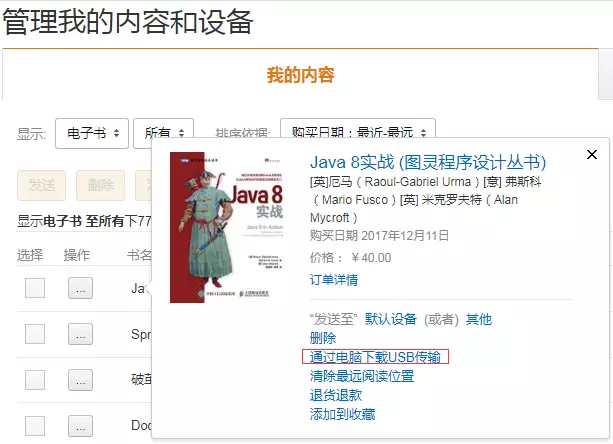 管理我的内容和设备
我的内容
显示: 电子书 所有 排序依据: 购买日期：最近-最远
发送 删除
显示电子书 至所有下77
选择 操作 书名
... Ja
... Spr
... 破茧
... Doc
Java 8
实战
Java 8 in Action
Java 8实战 (图灵程序设计丛书)
[英]厄马（Raoul-Gabriel Urma）[意] 弗斯科
（Mario Fusco）[英] 米克罗夫特（Alan
Mycroft）
购买日期 2017年12月11日
价格： ￥40.00
订单详情
“发送至” 默认设备 (或者) 其他
删除
通过电脑下载USB传输
清除最远阅读位置
退货退款
添加到收藏